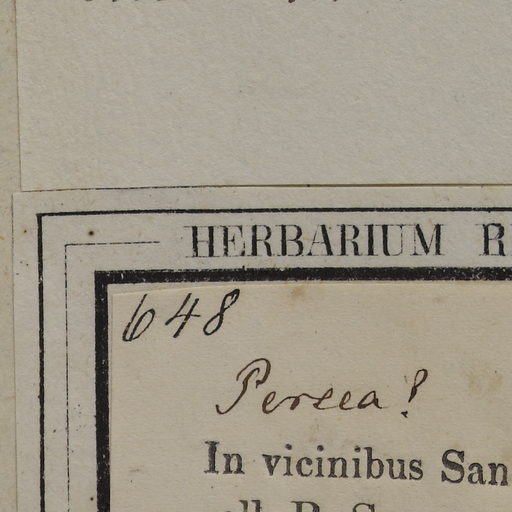 HERBARIUM
648
Persea?
In vicinibus San